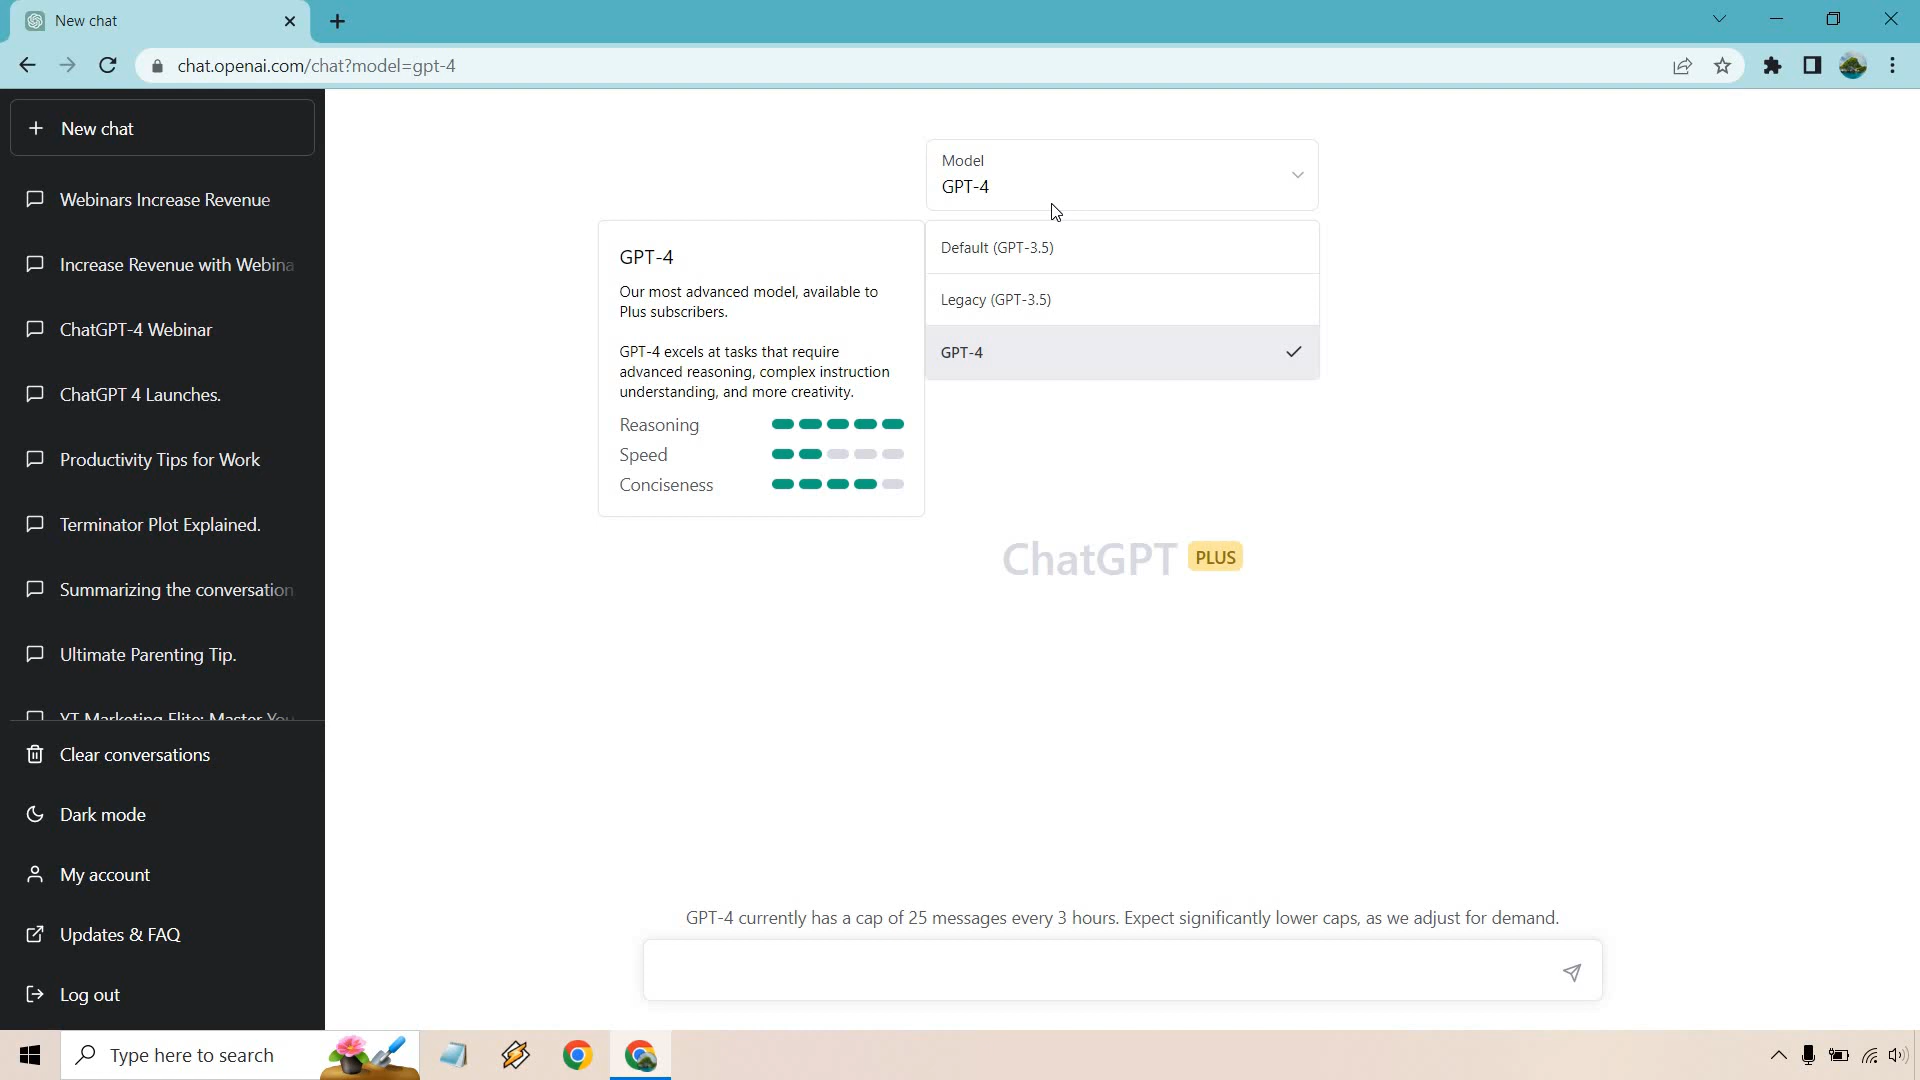 New chat
chat.openai.com/chat?model=gpt-4
New chat
Webinars Increase Revenue
Increase Revenue with Webina
ChatGPT-4 Webinar
ChatGPT 4 Launches.
Productivity Tips for Work
Terminator Plot Explained.
Summarizing the conversation
Ultimate Parenting Tip.
YT Marketing Elite: Master You
Clear conversations
Dark mode
My account
Updates & FAQ
Log out
Model
GPT-4
Default (GPT-3.5)
Legacy (GPT-3.5)
GPT-4
GPT-4
Our most advanced model, available to
Plus subscribers.
GPT-4 excels at tasks that require
advanced reasoning, complex instruction
understanding, and more creativity.
Reasoning
Speed
Conciseness
ChatGPT PLUS
GPT-4 currently has a cap of 25 messages every 3 hours. Expect significantly lower caps, as we adjust for demand.
Type here to search